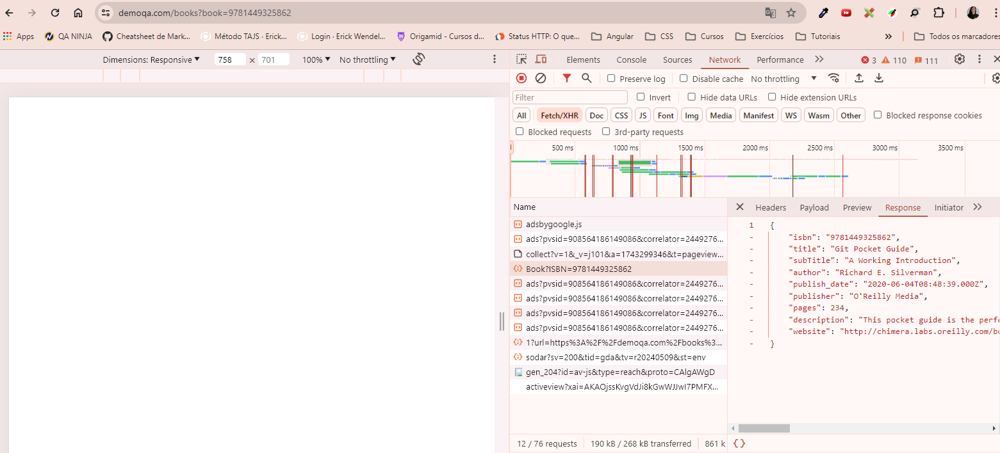 demoqa.com/books?book=9781449325862
Apps QA NINJA Cheatsheet de Mark... Método TAJS · Erick... Login · Erick Wendel... Origamid - Cursos d... Status HTTP: O que... Angular CSS Cursos Exercícios Tutoriais » Todos os marcadores
Dimensions: Responsive ▼ 758 × 701 100% ▼ No throttling ▼
Elements Console Sources Network Performance 3 110 111
Preserve log Disable cache No throttling
Filter Invert Hide data URLs Hide extension URLs
All Fetch/XHR Doc CSS JS Font Img Media Manifest WS Wasm Other Blocked response cookies
Blocked requests 3rd-party requests
500 ms 1000 ms 1500 ms 2000 ms 2500 ms 3000 ms 3500 ms
Name
adsbygoogle.js
ads?pvsid=908564186149086&correlator=2449276...
collect?v=1&_v=j101&a=1743299346&t=pageview...
Book?ISBN=9781449325862
ads?pvsid=908564186149086&correlator=2449276...
ads?pvsid=908564186149086&correlator=2449276...
ads?pvsid=908564186149086&correlator=2449276...
ads?pvsid=908564186149086&correlator=2449276...
1?url=https%3A%2F%2Fdemoqa.com%2Fbooks%3...
sodar?sv=200&tid=gda&tv=r20240509&st=env
gen_204?id=av-js&type=reach&proto=CAlgAWgD
activeview?xai=AKAOjssKvgVdJi8kGwWJJwI7PMFX...
12 / 76 requests 190 kB / 268 kB transferred 861 k
Headers Payload Preview Response Initiator
1 {
- "isbn": "9781449325862",
- "title": "Git Pocket Guide",
- "subTitle": "A Working Introduction",
- "author": "Richard E. Silverman",
- "publish_date": "2020-06-04T08:48:39.000Z",
- "publisher": "O'Reilly Media",
- "pages": 234,
- "description": "This pocket guide is the perfe
- "website": "http://chimera.labs.oreilly.com/bo
- }
{ }